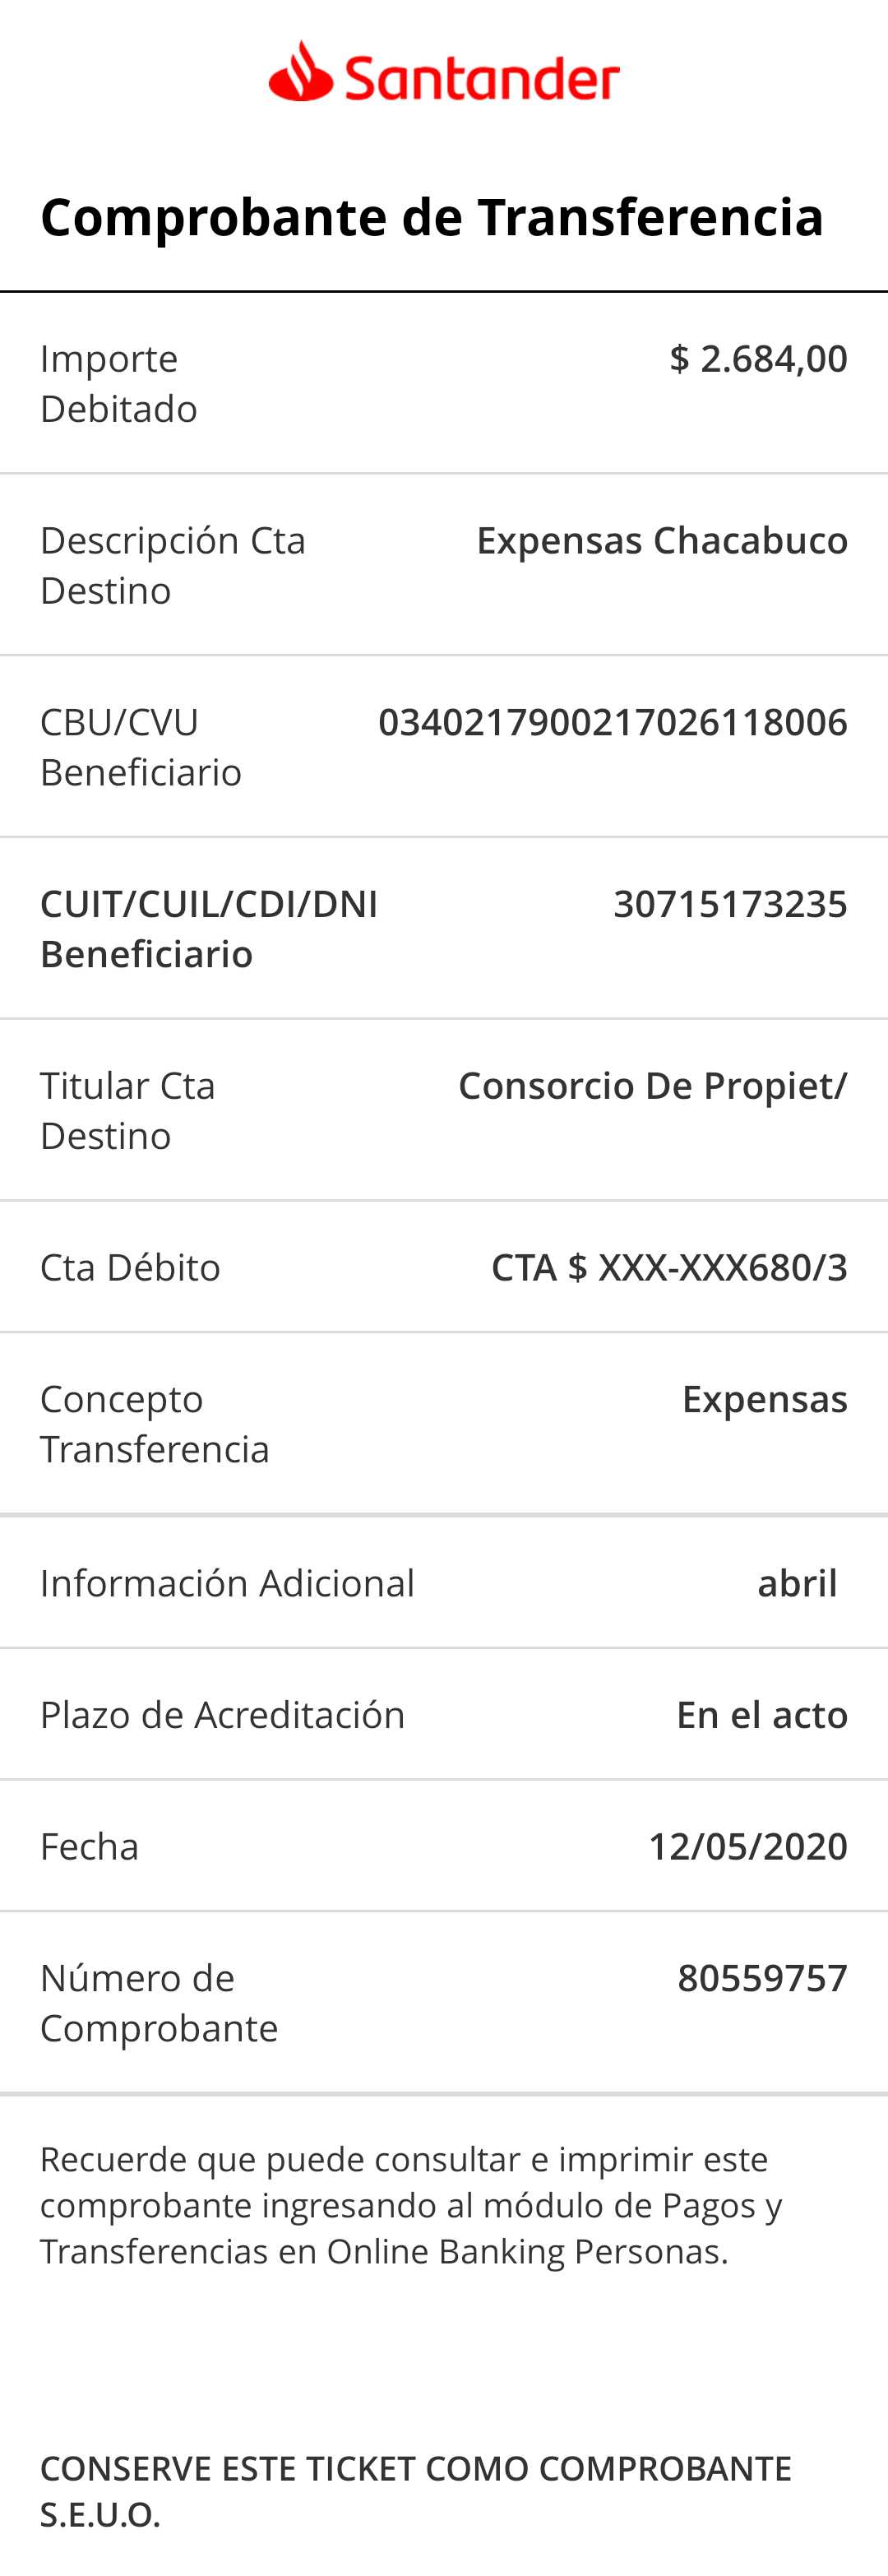 Santander
Comprobante de Transferencia
Importe
Debitado
$ 2.684,00
Descripción Cta
Destino
Expensas Chacabuco
CBU/CVU
Beneficiario
0340217900217026118006
CUIT/CUIL/CDI/DNI
Beneficiario
30715173235
Titular Cta
Destino
Consorcio De Propiet/
Cta Débito
CTA $ XXX-XXX680/3
Concepto
Transferencia
Expensas
Información Adicional
abril
Plazo de Acreditación
En el acto
Fecha
12/05/2020
Número de
Comprobante
80559757
Recuerde que puede consultar e imprimir este
comprobante ingresando al módulo de Pagos y
Transferencias en Online Banking Personas.
CONSERVE ESTE TICKET COMO COMPROBANTE
S.E.U.O.